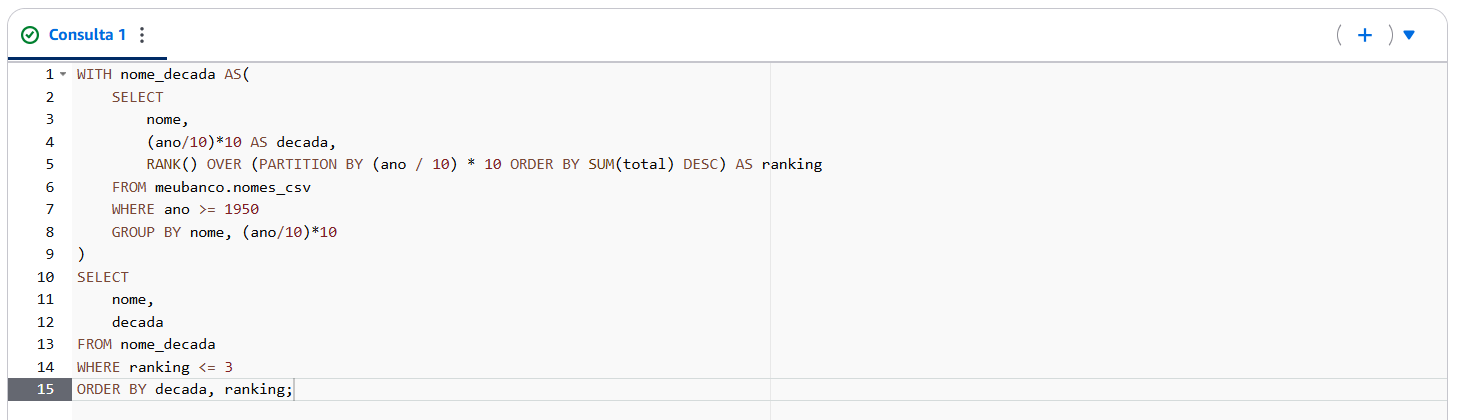 Consulta 1
1 WITH nome_decada AS(
2     SELECT
3         nome,
4         (ano/10)*10 AS decada,
5         RANK() OVER (PARTITION BY (ano / 10) * 10 ORDER BY SUM(total) DESC) AS ranking
6     FROM meubanco.nomes_csv
7     WHERE ano >= 1950
8     GROUP BY nome, (ano/10)*10
9 )
10 SELECT
11     nome,
12     decada
13 FROM nome_decada
14 WHERE ranking <= 3
15 ORDER BY decada, ranking;